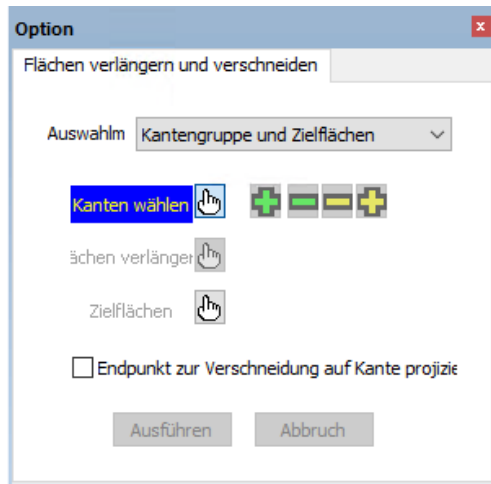 Option
Flächen verlängern und verschneiden
Auswahlm Kantengruppe und Zielflächen
Kanten wählen
ächen verlänger
Zielflächen
Endpunkt zur Verschneidung auf Kante projizie
Ausführen Abbruch